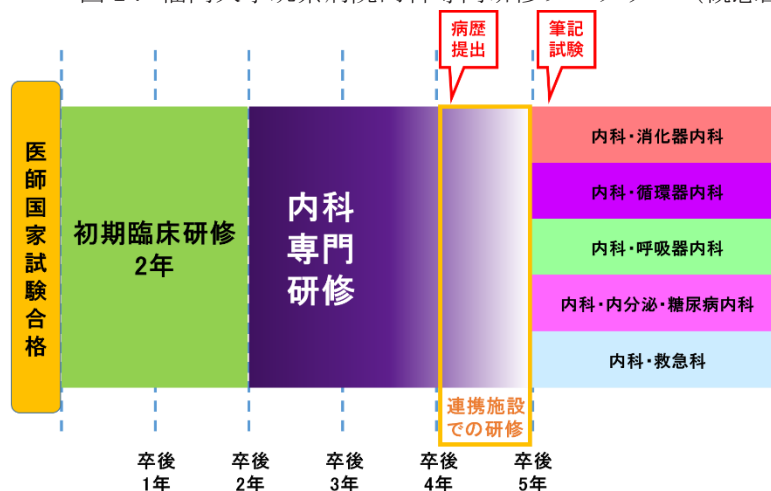 病歴
提出
筆記
試験
医師国家試験合格
初期臨床研修
2年
内科
専門
研修
内科・消化器内科
内科・循環器内科
内科・呼吸器内科
内科・内分泌・糖尿病内科
内科・救急科
連携施設
での研修
卒後
1年
卒後
2年
卒後
3年
卒後
4年
卒後
5年